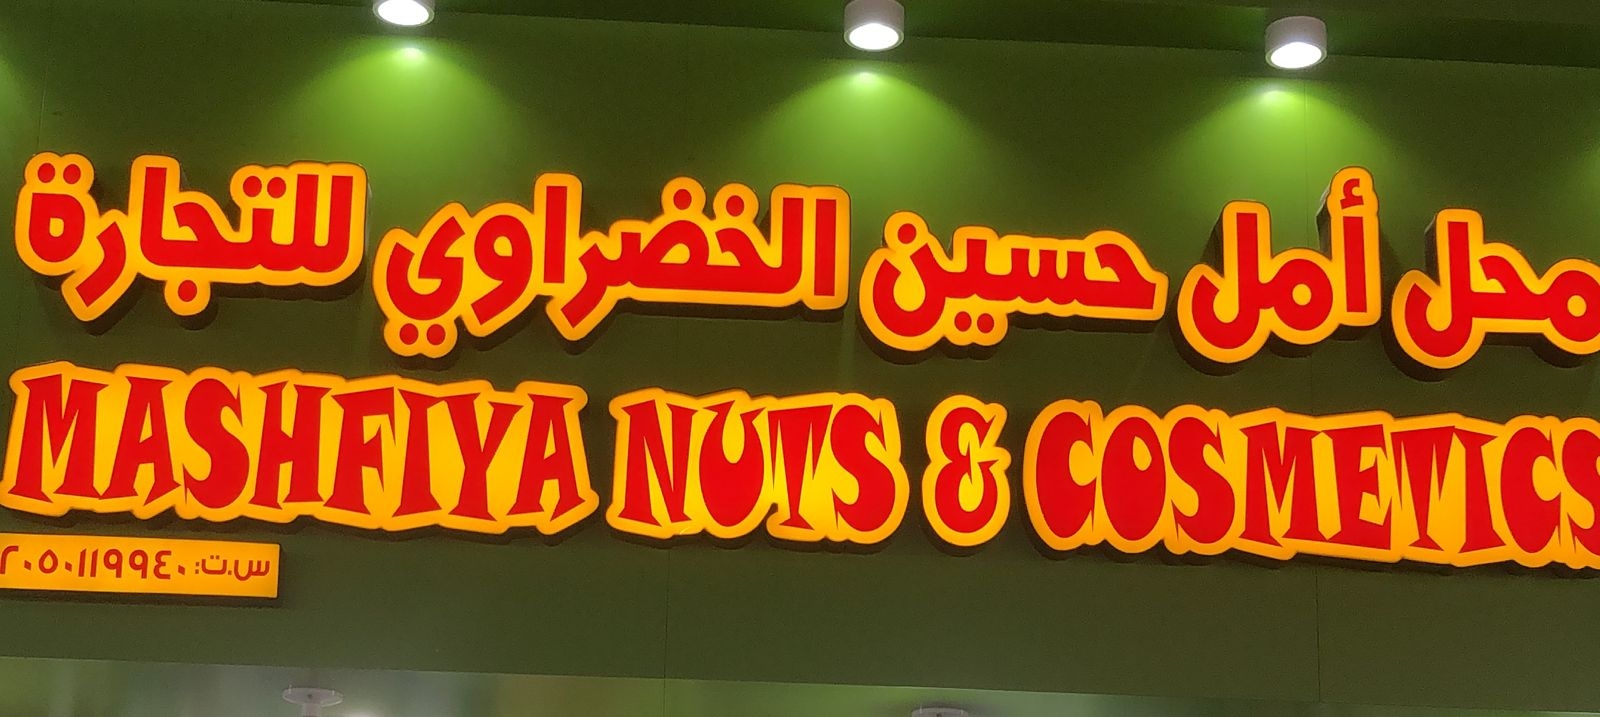 محل أمل حسين الخضراوي للتجارة
MASHFIYA NUTS & COSMETICS
س.ت: ٢٠٥٠١١٩٩٤٠